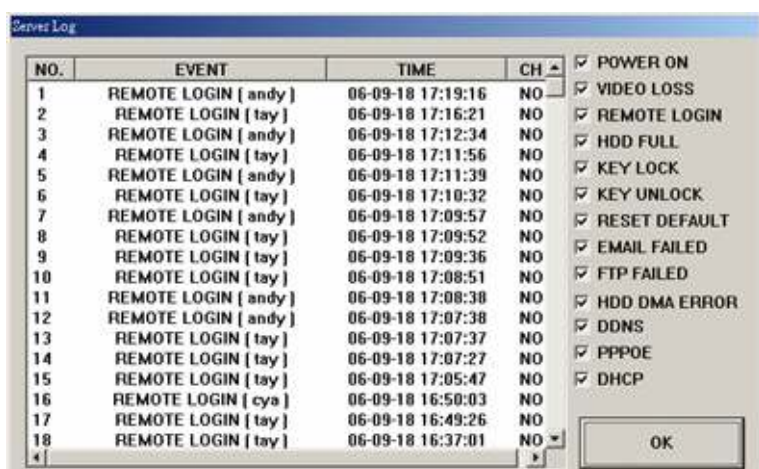 Server Log
NO. EVENT TIME CH
1 REMOTE LOGIN [ andy ] 06-09-18 17:19:16 NO
2 REMOTE LOGIN [ tay ] 06-09-18 17:16:21 NO
3 REMOTE LOGIN [ andy ] 06-09-18 17:12:34 NO
4 REMOTE LOGIN [ tay ] 06-09-18 17:11:56 NO
5 REMOTE LOGIN [ andy ] 06-09-18 17:11:39 NO
6 REMOTE LOGIN [ tay ] 06-09-18 17:10:32 NO
7 REMOTE LOGIN [ andy ] 06-09-18 17:09:57 NO
8 REMOTE LOGIN [ tay ] 06-09-18 17:09:52 NO
9 REMOTE LOGIN [ tay ] 06-09-18 17:09:36 NO
10 REMOTE LOGIN [ tay ] 06-09-18 17:08:51 NO
11 REMOTE LOGIN [ andy ] 06-09-18 17:08:38 NO
12 REMOTE LOGIN [ andy ] 06-09-18 17:07:38 NO
13 REMOTE LOGIN [ tay ] 06-09-18 17:07:37 NO
14 REMOTE LOGIN [ tay ] 06-09-18 17:07:27 NO
15 REMOTE LOGIN [ tay ] 06-09-18 17:05:47 NO
16 REMOTE LOGIN [ cya ] 06-09-18 16:50:03 NO
17 REMOTE LOGIN [ tay ] 06-09-18 16:49:26 NO
18 REMOTE LOGIN [ tay ] 06-09-18 16:37:01 NO
POWER ON
VIDEO LOSS
REMOTE LOGIN
HDD FULL
KEY LOCK
KEY UNLOCK
RESET DEFAULT
EMAIL FAILED
FTP FAILED
HDD DMA ERROR
DDNS
PPPOE
DHCP
OK